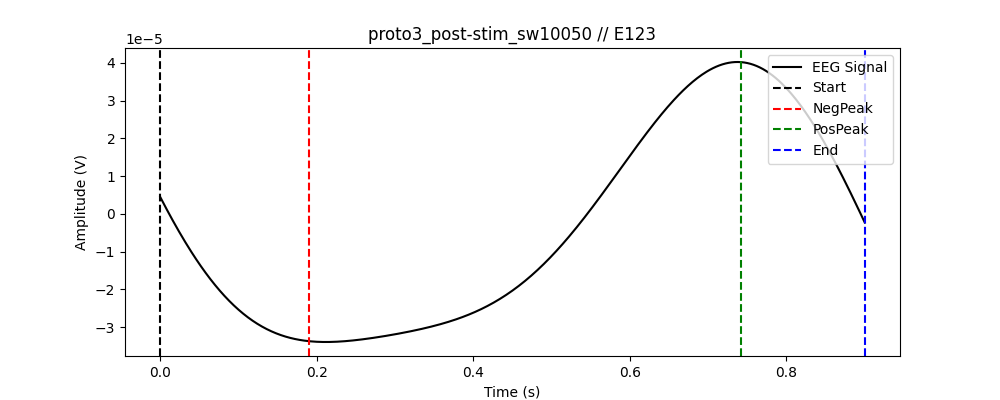 proto3_post-stim_sw10050 // E123
1e−5
4
3
2
1
0
−1
−2
−3
Amplitude (V)
0.0 0.2 0.4 0.6 0.8
Time (s)
EEG Signal
Start
NegPeak
PosPeak
End